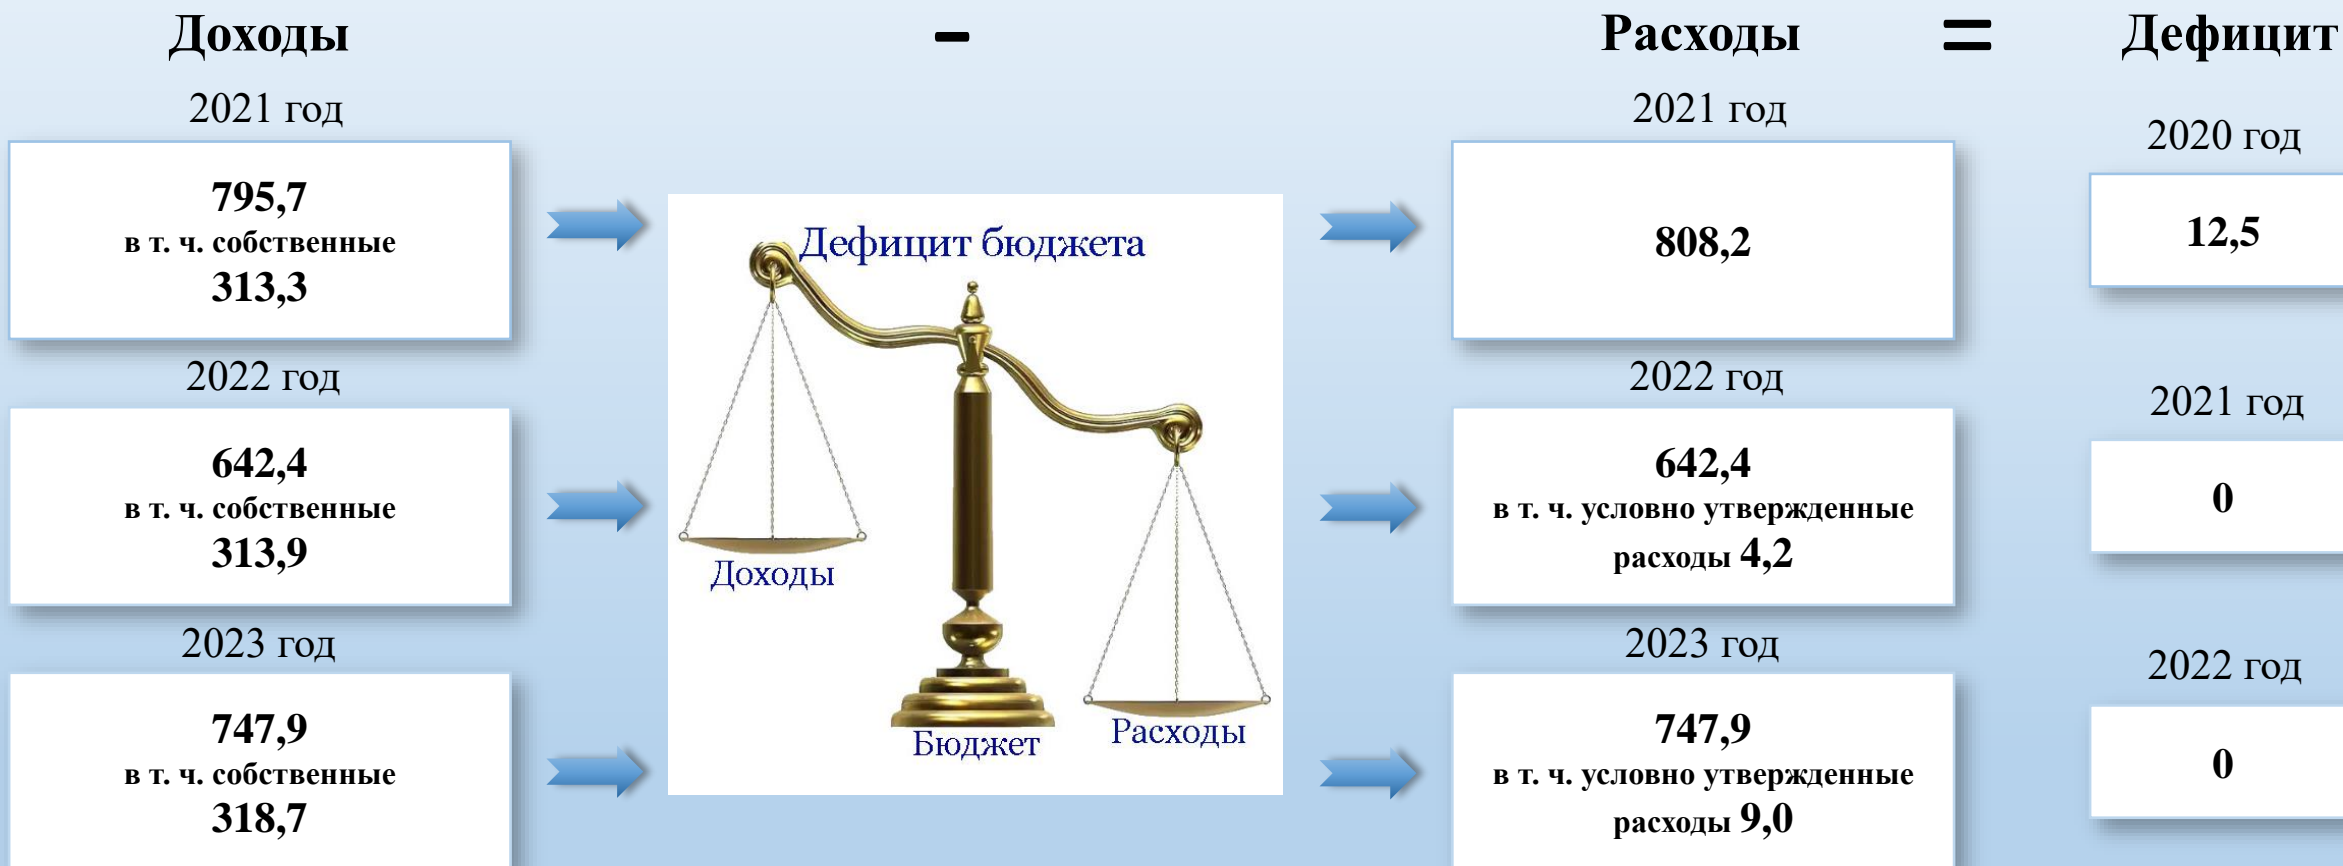 Доходы - Расходы = Дефицит
2021 год
795,7
в т. ч. собственные
313,3
2022 год
642,4
в т. ч. собственные
313,9
2023 год
747,9
в т. ч. собственные
318,7
Дефицит бюджета
Доходы
Бюджет
Расходы
2021 год
808,2
2022 год
642,4
в т. ч. условно утвержденные
расходы 4,2
2023 год
747,9
в т. ч. условно утвержденные
расходы 9,0
2020 год
12,5
2021 год
0
2022 год
0